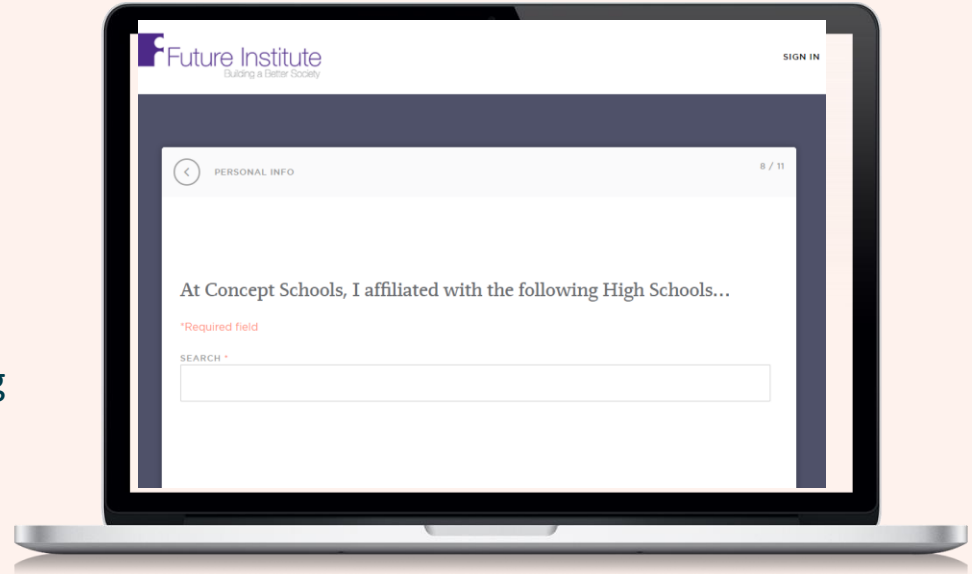 Future Institute
Building a Better Society
SIGN IN
PERSONAL INFO
8 / 11
At Concept Schools, I affiliated with the following High Schools...
*Required field
SEARCH *
g